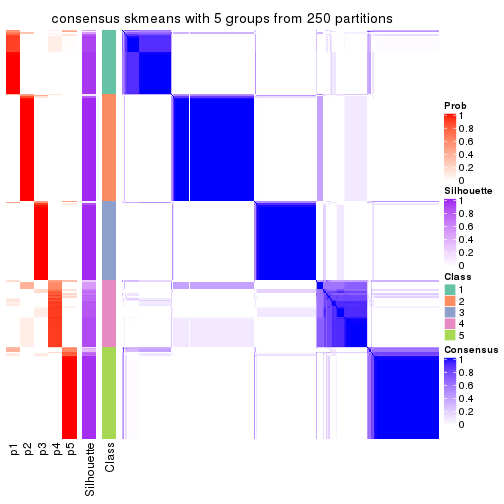 consensus skmeans with 5 groups from 250 partitions
Prob
1
0.8
0.6
0.4
0.2
0
Silhouette
1
0.8
0.6
0.4
0.2
0
Class
1
2
3
4
5
Consensus
1
0.8
0.6
0.4
0.2
0
p1
p2
p3
p4
p5
Silhouette
Class